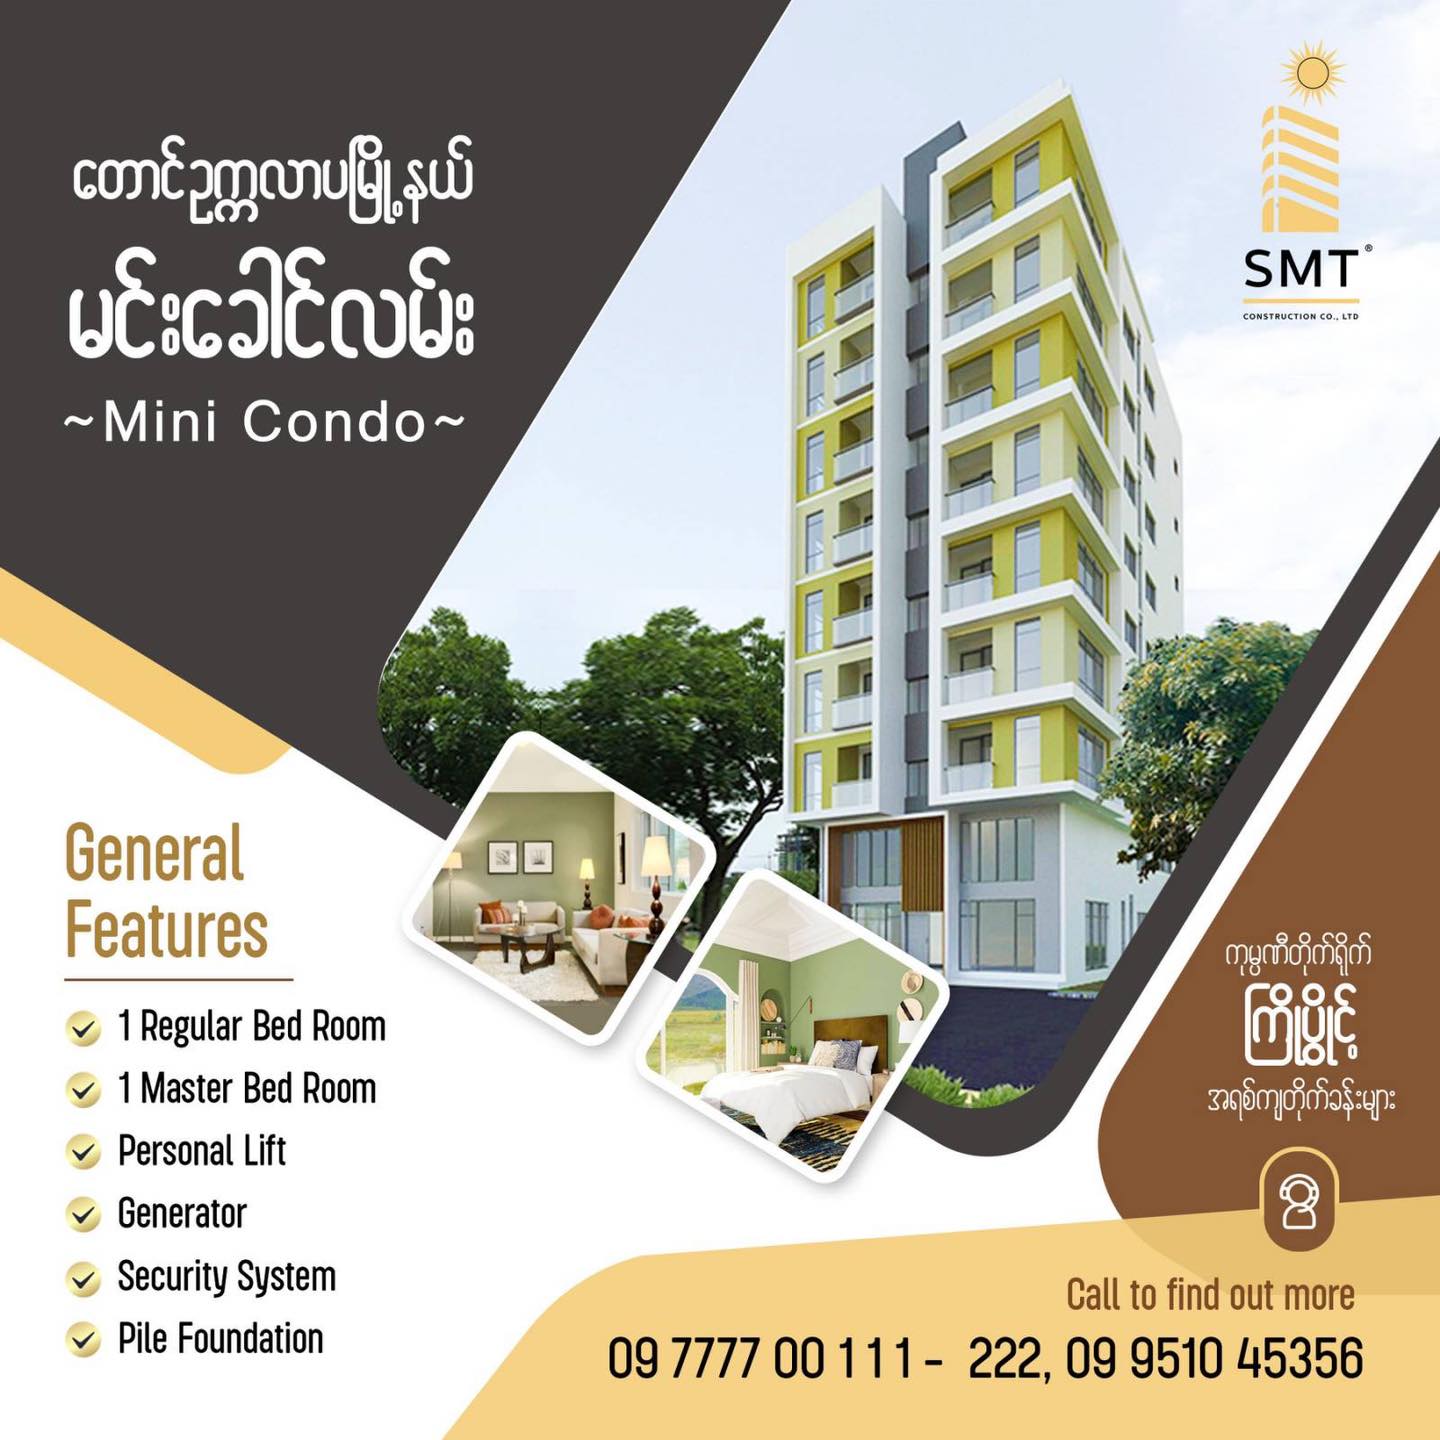 တောင်ဥက္ကလာပမြို့နယ်
မင်းခေါင်လမ်း
~Mini Condo~
SMT®
CONSTRUCTION CO., LTD
General
Features
1 Regular Bed Room
1 Master Bed Room
Personal Lift
Generator
Security System
Pile Foundation
ကုမ္ပဏီတိုက်ရိုက်
ကြိုပွိုင့်
အရစ်ကျတိုက်ခန်းများ
Call to find out more
09 7777 00 111 - 222, 09 9510 45356